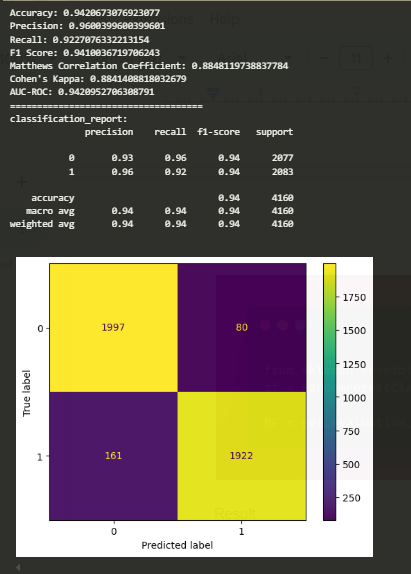 Accuracy: 0.9420673076923077
Precision: 0.9600399600399601
Recall: 0.9227076332213154
F1 Score: 0.9410036719706243
Matthews Correlation Coefficient: 0.8848119738837784
Cohen's Kappa: 0.8841408818032679
AUC-ROC: 0.9420952706308791
===================================
classification_report:
precision recall f1-score support
0 0.93 0.96 0.94 2077
1 0.96 0.92 0.94 2083
accuracy 0.94 4160
macro avg 0.94 0.94 0.94 4160
weighted avg 0.94 0.94 0.94 4160
1997 80
161 1922
True label
0
1
0 1
Predicted label
1750
1500
1250
1000
750
500
250
Help
11
Result